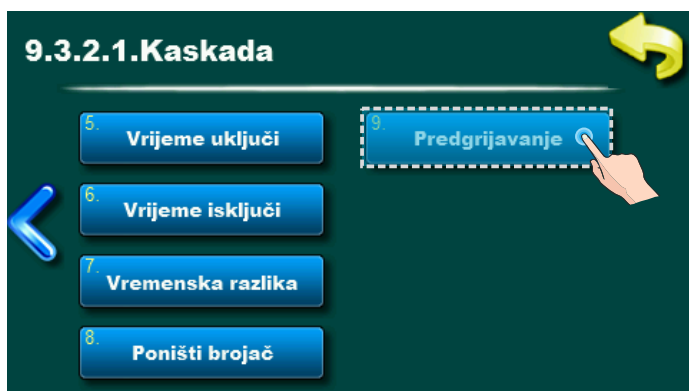 9.3.2.1.Kaskada
5.
Vrijeme uključi
6.
Vrijeme isključi
7.
Vremenska razlika
8.
Poništi brojač
9.
Predgrijavanje